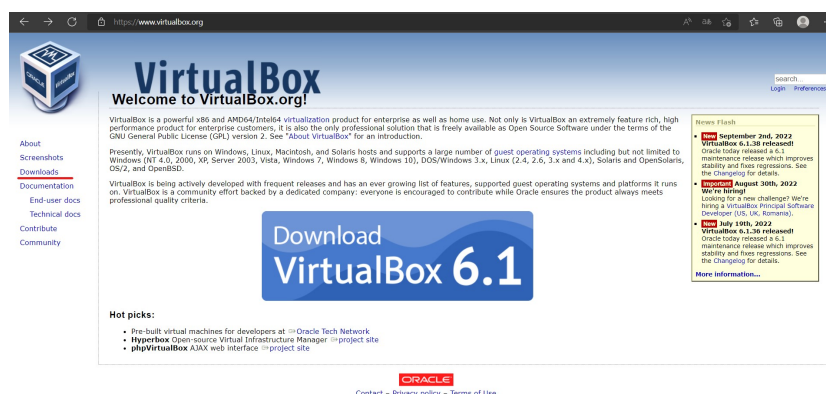 https://www.virtualbox.org
VirtualBox
search...
Login Preferences
Welcome to VirtualBox.org!
About
Screenshots
Downloads
Documentation
End-user docs
Technical docs
Contribute
Community
VirtualBox is a powerful x86 and AMD64/Intel64 virtualization product for enterprise as well as home use. Not only is VirtualBox an extremely feature rich, high
performance product for enterprise customers, it is also the only professional solution that is freely available as Open Source Software under the terms of the
GNU General Public License (GPL) version 2. See "About VirtualBox" for an introduction.
Presently, VirtualBox runs on Windows, Linux, Macintosh, and Solaris hosts and supports a large number of guest operating systems including but not limited to
Windows (NT 4.0, 2000, XP, Server 2003, Vista, Windows 7, Windows 8, Windows 10), DOS/Windows 3.x, Linux (2.4, 2.6, 3.x and 4.x), Solaris and OpenSolaris,
OS/2, and OpenBSD.
VirtualBox is being actively developed with frequent releases and has an ever growing list of features, supported guest operating systems and platforms it runs
on. VirtualBox is a community effort backed by a dedicated company: everyone is encouraged to contribute while Oracle ensures the product always meets
professional quality criteria.
Download
VirtualBox 6.1
Hot picks:
Pre-built virtual machines for developers at Oracle Tech Network
Hyperbox Open-source Virtual Infrastructure Manager project site
phpVirtualBox AJAX web interface project site
News Flash
New September 2nd, 2022
VirtualBox 6.1.38 released!
Oracle today released a 6.1
maintenance release which improves
stability and fixes regressions. See
the Changelog for details.
Important August 30th, 2022
We're hiring!
Looking for a new challenge? We're
hiring a VirtualBox Principal Software
Developer (US, UK, Romania).
New July 19th, 2022
VirtualBox 6.1.36 released!
Oracle today released a 6.1
maintenance release which improves
stability and fixes regressions. See
the Changelog for details.
More information...
ORACLE
Contact – Privacy policy – Terms of Use